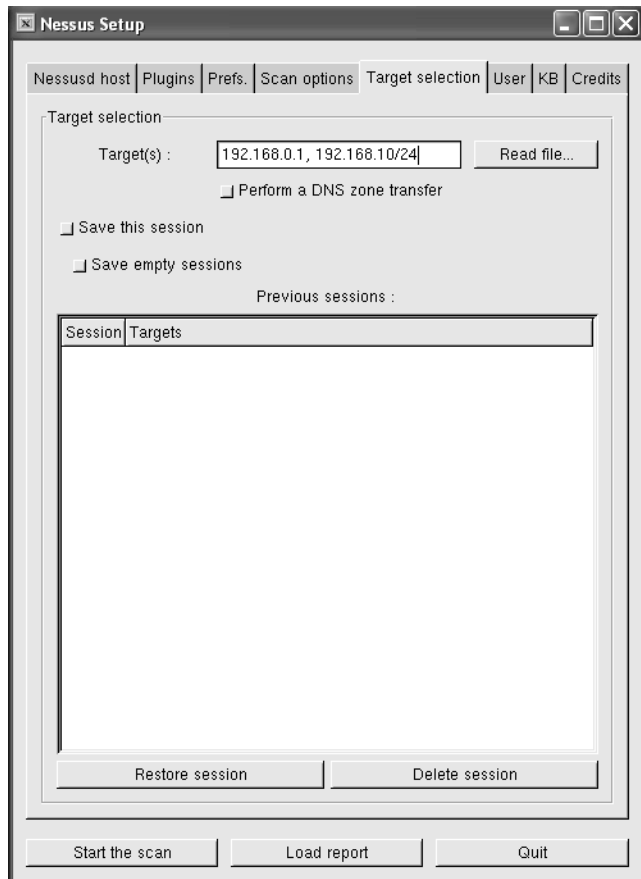 Nessus Setup
Nessusd host Plugins Prefs. Scan options Target selection User KB Credits
Target selection
Target(s) : 192.168.0.1, 192.168.10/24 Read file...
Perform a DNS zone transfer
Save this session
Save empty sessions
Previous sessions :
Session Targets
Restore session Delete session
Start the scan Load report Quit